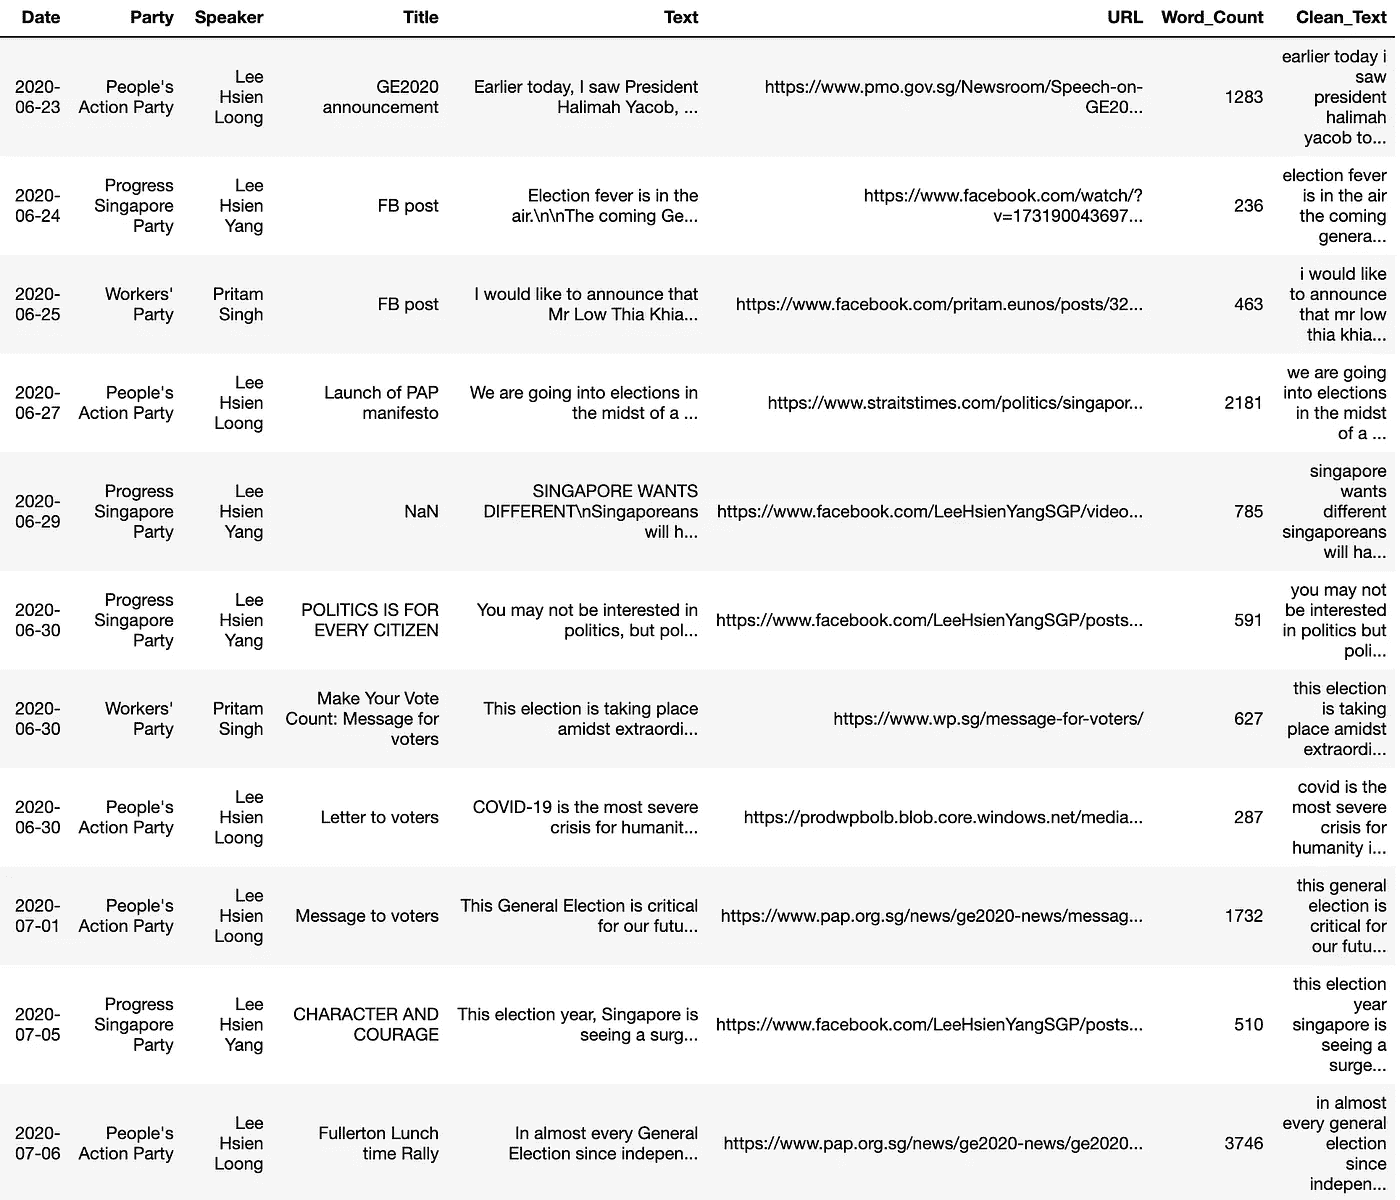 Date Party Speaker Title Text URL Word_Count Clean_Text
2020-06-23 People's Action Party Lee Hsien Loong GE2020 announcement Earlier today, I saw President Halimah Yacob, ... https://www.pmo.gov.sg/Newsroom/Speech-on-GE20... 1283 earlier today i saw president halimah yacob to...
2020-06-24 Progress Singapore Party Lee Hsien Yang FB post Election fever is in the air.\n\nThe coming Ge... https://www.facebook.com/watch/?v=173190043697... 236 election fever is in the air the coming genera...
2020-06-25 Workers' Party Pritam Singh FB post I would like to announce that Mr Low Thia Khia... https://www.facebook.com/pritam.eunos/posts/32... 463 i would like to announce that mr low thia khia...
2020-06-27 People's Action Party Lee Hsien Loong Launch of PAP manifesto We are going into elections in the midst of a ... https://www.straitstimes.com/politics/singapor... 2181 we are going into elections in the midst of a ...
2020-06-29 Progress Singapore Party Lee Hsien Yang NaN SINGAPORE WANTS DIFFERENT\nSingaporeans will h... https://www.facebook.com/LeeHsienYangSGP/video... 785 singapore wants different singaporeans will ha...
2020-06-30 Progress Singapore Party Lee Hsien Yang POLITICS IS FOR EVERY CITIZEN You may not be interested in politics, but pol... https://www.facebook.com/LeeHsienYangSGP/posts... 591 you may not be interested in politics but poli...
2020-06-30 Workers' Party Pritam Singh Make Your Vote Count: Message for voters This election is taking place amidst extraordi... https://www.wp.sg/message-for-voters/ 627 this election is taking place amidst extraordi...
2020-06-30 People's Action Party Lee Hsien Loong Letter to voters COVID-19 is the most severe crisis for humanit... https://prodwpbolb.blob.core.windows.net/media... 287 covid is the most severe crisis for humanity i...
2020-07-01 People's Action Party Lee Hsien Loong Message to voters This General Election is critical for our futu... https://www.pap.org.sg/news/ge2020-news/messag... 1732 this general election is critical for our futu...
2020-07-05 Progress Singapore Party Lee Hsien Yang CHARACTER AND COURAGE This election year, Singapore is seeing a surg... https://www.facebook.com/LeeHsienYangSGP/posts... 510 this election year singapore is seeing a surge...
2020-07-06 People's Action Party Lee Hsien Loong Fullerton Lunch time Rally In almost every General Election since indepen... https://www.pap.org.sg/news/ge2020-news/ge2020... 3746 in almost every general election since indepen...